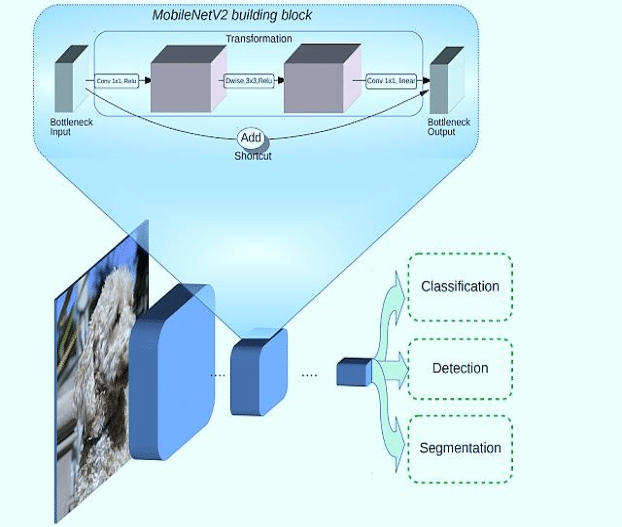 MobileNetV2 building block
Transformation
Conv 1x1, Relu
Dwise,3x3,Relu
Conv 1x1, linear
Bottleneck
Input
Bottleneck
Output
Add
Shortcut
Classification
Detection
Segmentation